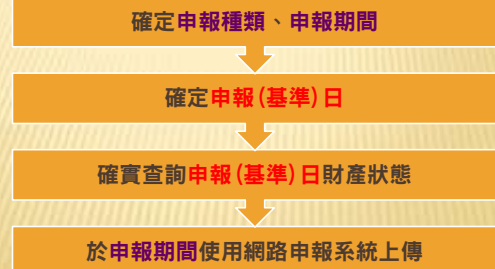 確定申報種類、申報期間
確定申報(基準)日
確實查詢申報(基準)日財產狀態
於申報期間使用網路申報系統上傳